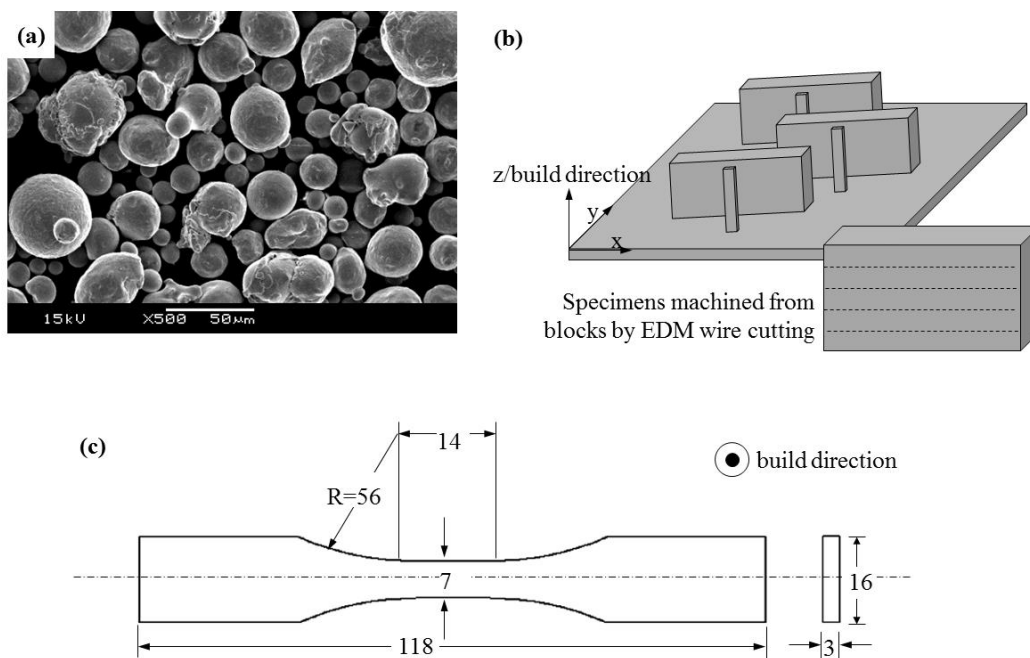 (a)
15kV X500 50μm
(b)
z/build direction
y
x
Specimens machined from
blocks by EDM wire cutting
(c)
14
build direction
R=56
7
16
118
3